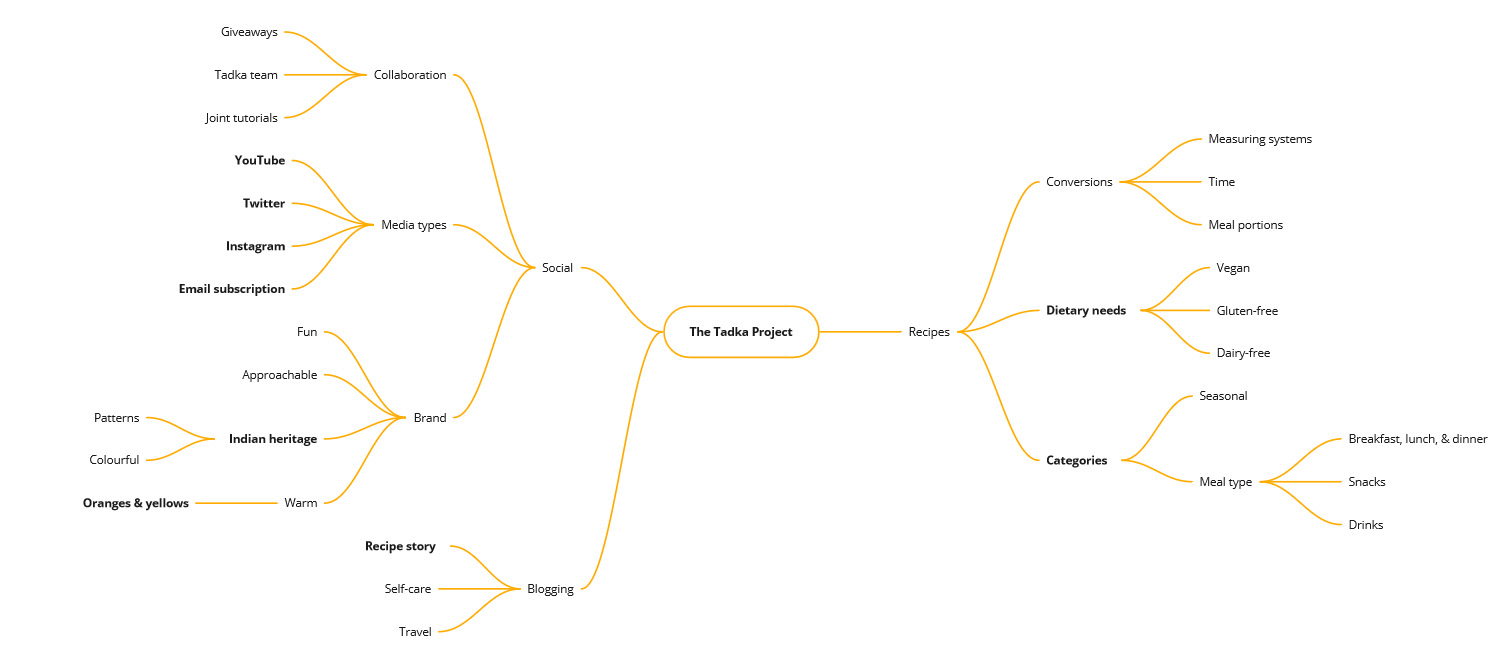 Giveaways
Tadka team
Collaboration
Joint tutorials
YouTube
Twitter
Media types
Instagram
Email subscription
Social
Fun
Approachable
Brand
Patterns
Indian heritage
Colourful
Oranges & yellows
Warm
Recipe story
Self-care
Blogging
Travel
The Tadka Project
Recipes
Measuring systems
Conversions
Time
Meal portions
Vegan
Dietary needs
Gluten-free
Dairy-free
Seasonal
Categories
Meal type
Breakfast, lunch, & dinner
Snacks
Drinks